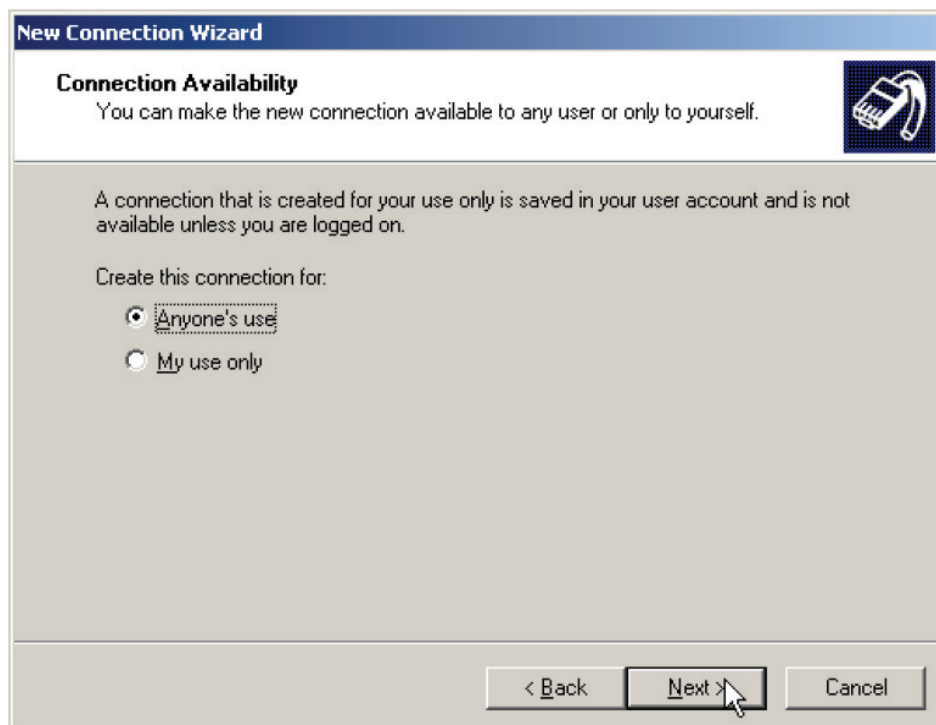 New Connection Wizard
Connection Availability
You can make the new connection available to any user or only to yourself.
A connection that is created for your use only is saved in your user account and is not
available unless you are logged on.
Create this connection for:
Anyone's use
My use only
< Back Next > Cancel